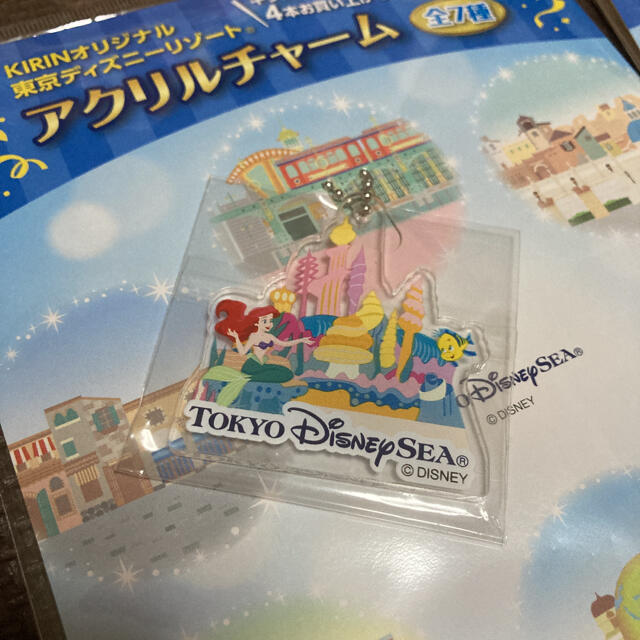 4本お買い上
KIRINオリジナル
東京ディズニーリゾート®
アクリルチャーム
全7種
TOKYO DISNEYSEA®
© DISNEY
O DISNEYSEA®
© DISNEY